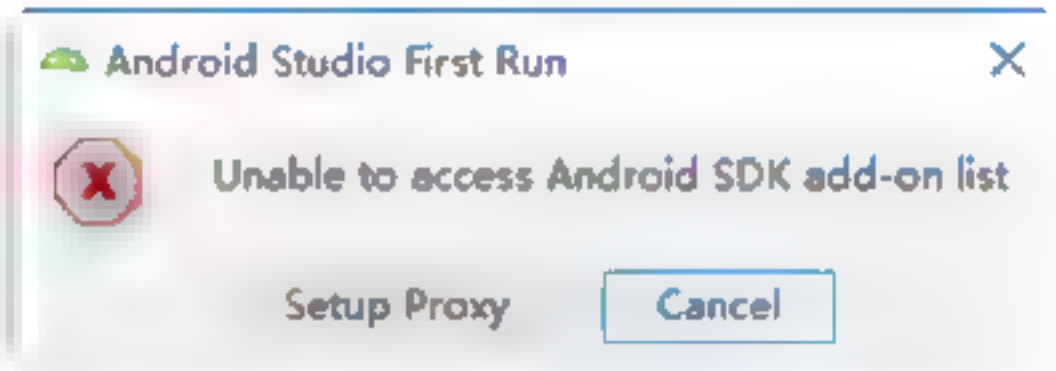 Android Studio First Run
Unable to access Android SDK add-on list
Setup Proxy
Cancel